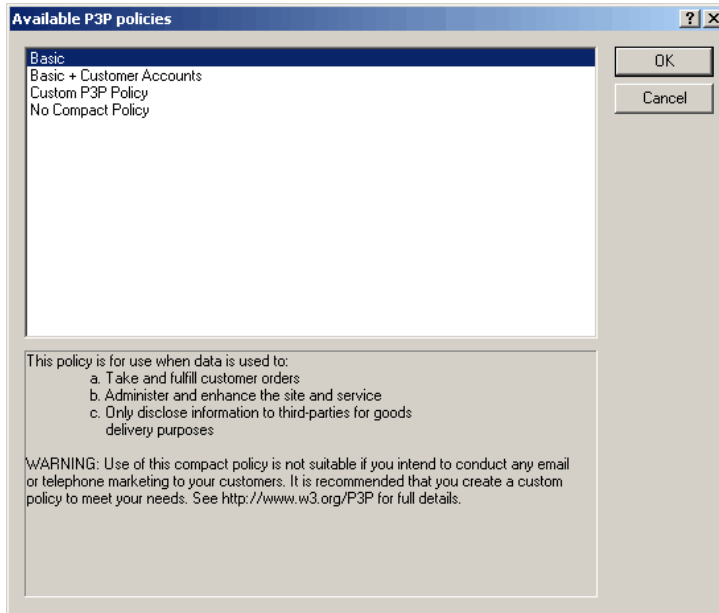 Available P3P policies
Basic
Basic + Customer Accounts
Custom P3P Policy
No Compact Policy
OK
Cancel
This policy is for use when data is used to:
a. Take and fulfill customer orders
b. Administer and enhance the site and service
c. Only disclose information to third-parties for goods
delivery purposes
WARNING: Use of this compact policy is not suitable if you intend to conduct any email
or telephone marketing to your customers. It is recommended that you create a custom
policy to meet your needs. See http://www.w3.org/P3P for full details.